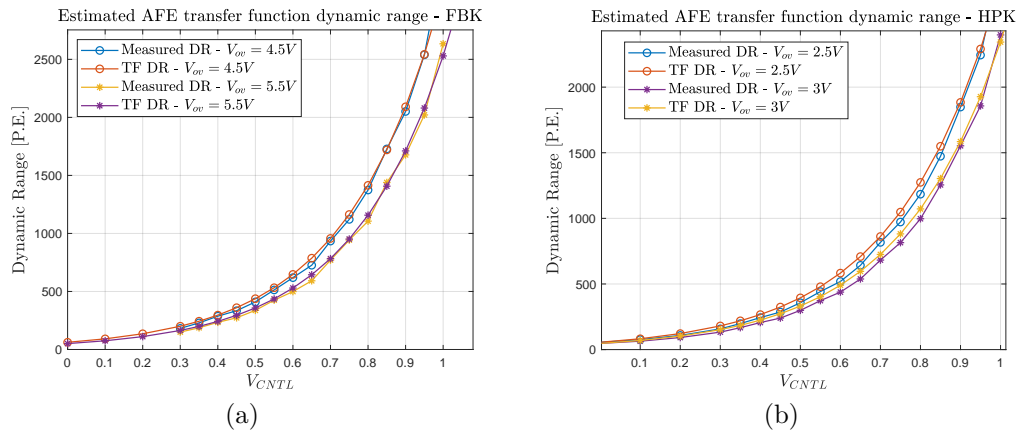 Estimated AFE transfer function dynamic range - FBK
Dynamic Range [P.E.]
2500
2000
1500
1000
500
0
Measured DR - V_ov = 4.5V
TF DR - V_ov = 4.5V
Measured DR - V_ov = 5.5V
TF DR - V_ov = 5.5V
0 0.1 0.2 0.3 0.4 0.5 0.6 0.7 0.8 0.9 1
V_CNTL
(a)
Estimated AFE transfer function dynamic range - HPK
Dynamic Range [P.E.]
2000
1500
1000
500
0
Measured DR - V_ov = 2.5V
TF DR - V_ov = 2.5V
Measured DR - V_ov = 3V
TF DR - V_ov = 3V
0.1 0.2 0.3 0.4 0.5 0.6 0.7 0.8 0.9 1
V_CNTL
(b)